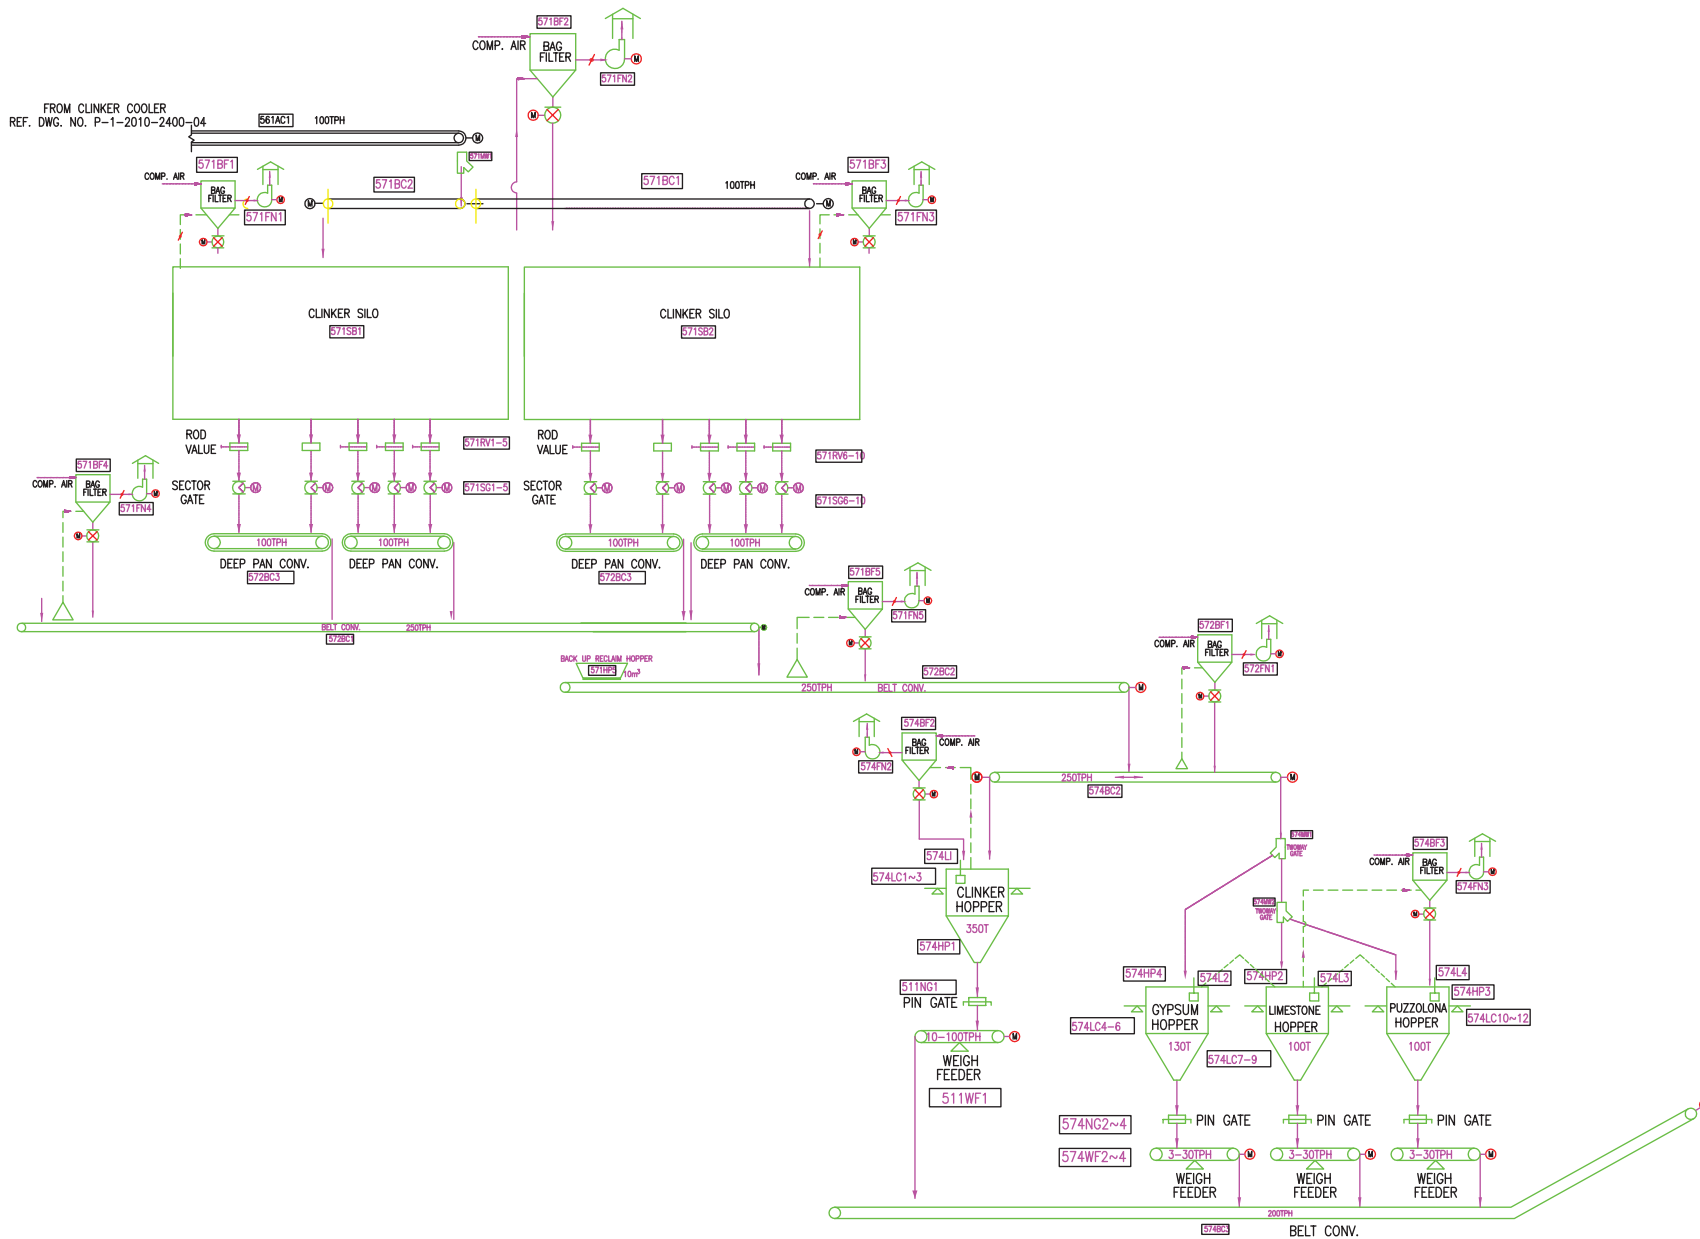 571BF2
COMP. AIR
BAG
FILTER
M
571FN2
M
FROM CLINKER COOLER
REF. DWG. NO. P-1-2010-2400-04
561AC1
100TPH
M
571MW1
571BF1
COMP. AIR
BAG
FILTER
M
571FN1
M
571BC2
M
571BC1
100TPH
M
571BF3
COMP. AIR
BAG
FILTER
M
571FN3
M
CLINKER SILO
571SB1
CLINKER SILO
571SB2
ROD
VALUE
571RV1-5
ROD
VALUE
571RV6-10
SECTOR
GATE
M
M
M
M
M
571SG1-5
SECTOR
GATE
M
M
M
M
M
571SG6-10
571BF4
COMP. AIR
BAG
FILTER
M
571FN4
M
100TPH
100TPH
100TPH
100TPH
DEEP PAN CONV.
DEEP PAN CONV.
DEEP PAN CONV.
DEEP PAN CONV.
572BC3
572BC3
BELT CONV.
250TPH
572BC1
M
571BF5
COMP. AIR
BAG
FILTER
M
571FN5
M
BACK UP RECLAIM HOPPER
571HP5
10m³
572BC2
250TPH
BELT CONV.
M
572BF1
COMP. AIR
BAG
FILTER
M
572FN1
M
574BF2
BAG
FILTER
COMP. AIR
M
574FN2
M
M
250TPH
M
574BC2
574MW1
TWOWAY
GATE
TWOWAY
GATE
574BF3
COMP. AIR
BAG
FILTER
M
574FN3
M
574LI
574LC1~3
CLINKER
HOPPER
350T
574HP1
511NG1
PIN GATE
10-100TPH
M
WEIGH
FEEDER
511WF1
574HP4
574L2
574HP2
574L3
574L4
574HP3
GYPSUM
HOPPER
LIMESTONE
HOPPER
PUZZOLONA
HOPPER
574LC4-6
574LC7-9
574LC10~12
130T
100T
100T
574NG2~4
PIN GATE
PIN GATE
PIN GATE
574WF2~4
3-30TPH
M
3-30TPH
M
3-30TPH
M
WEIGH
FEEDER
WEIGH
FEEDER
WEIGH
FEEDER
200TPH
574BC3
BELT CONV.